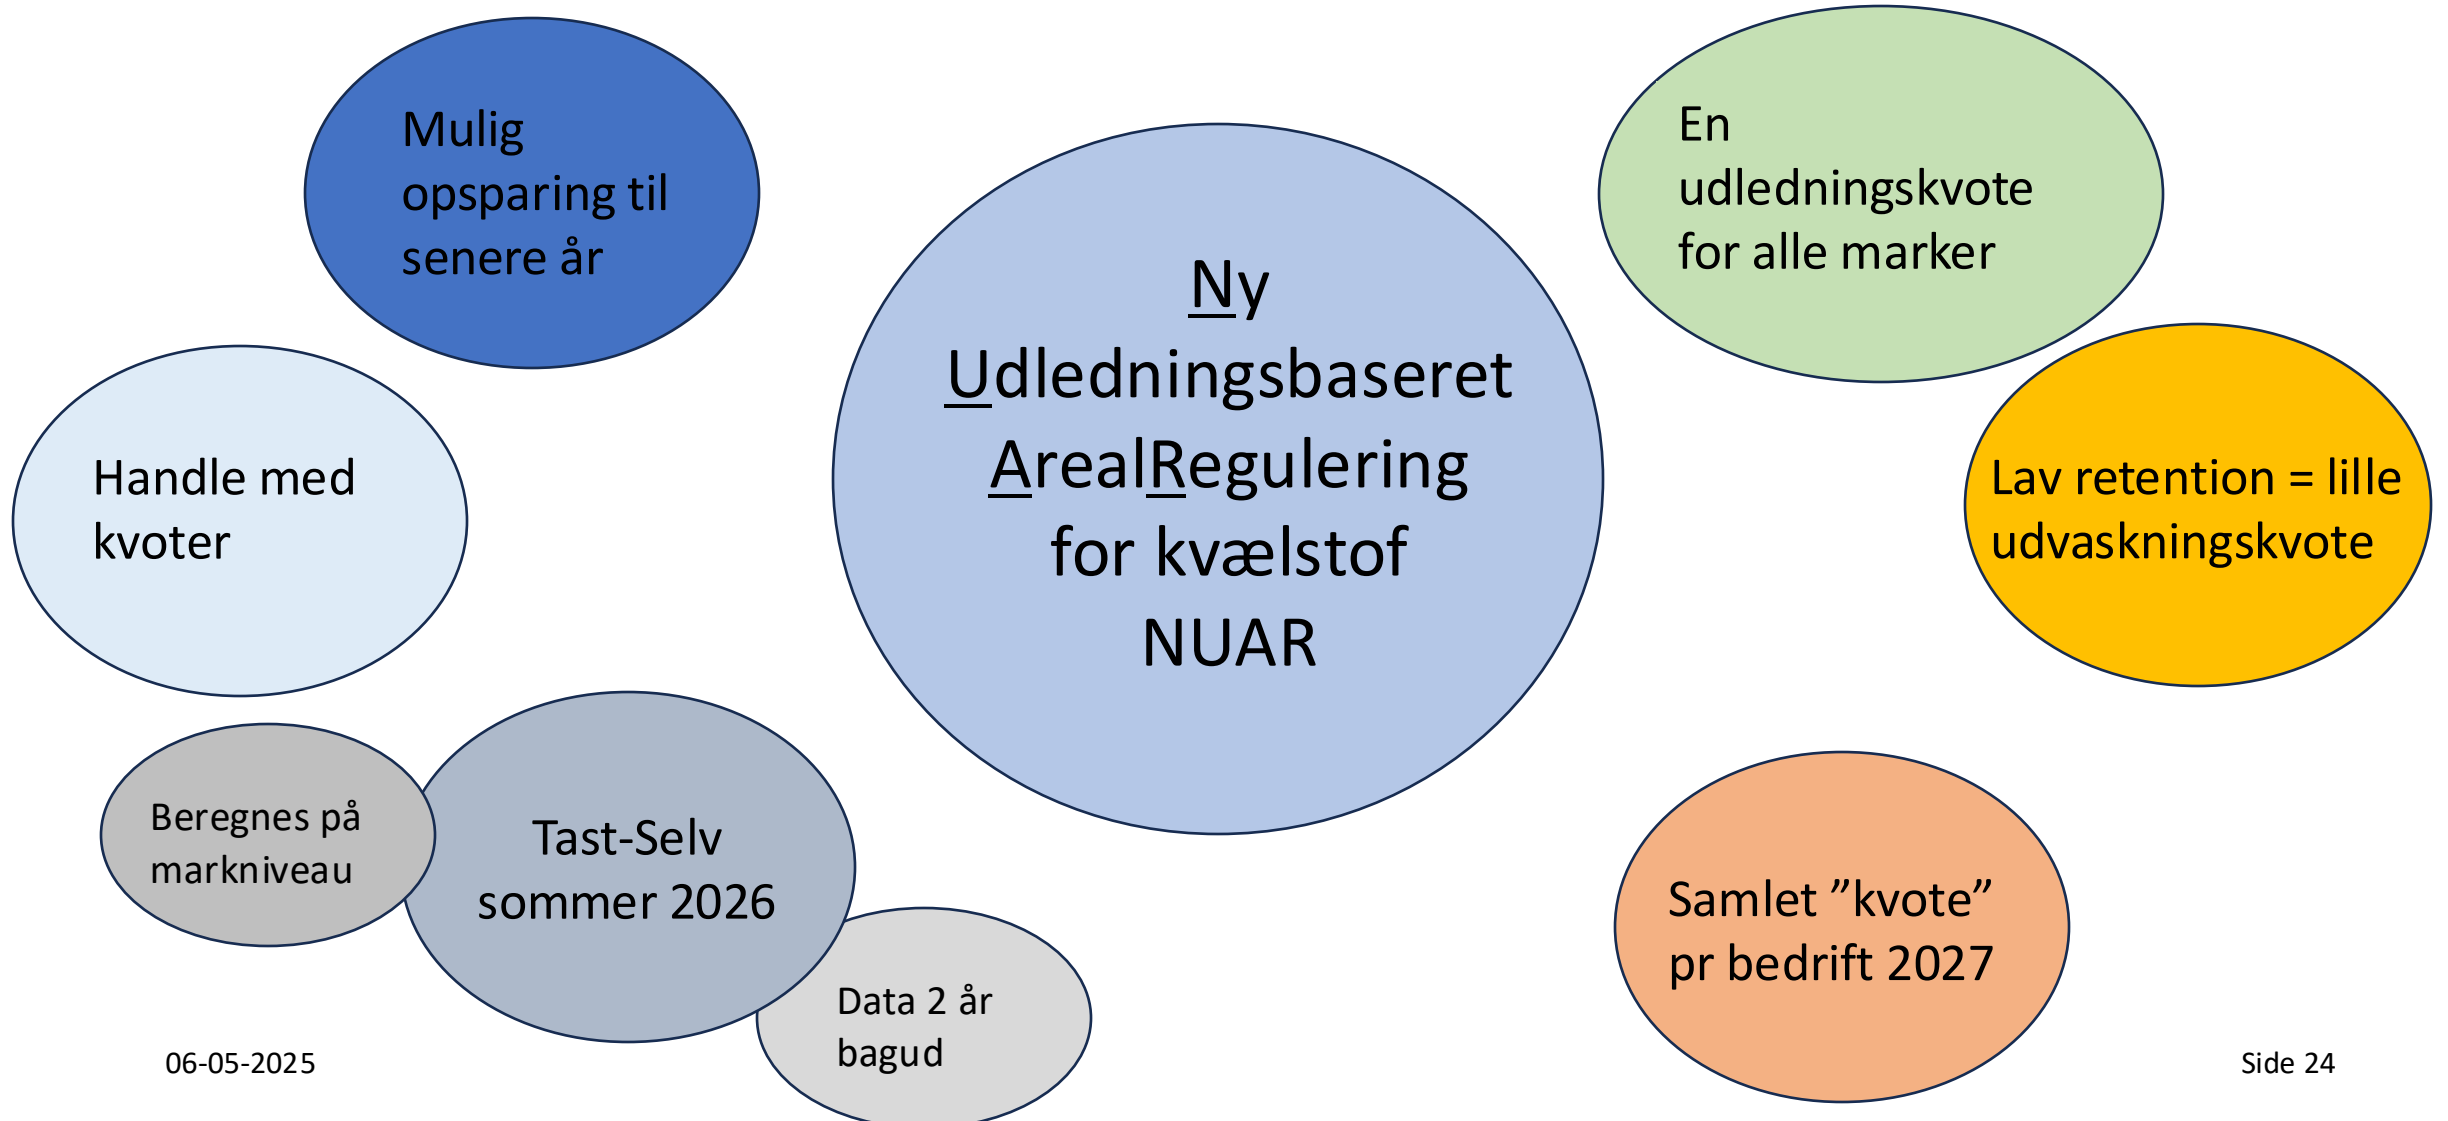 Mulig
opsparing til
senere år
En
udledningskvote
for alle marker
Ny
Udledningsbaseret
ArealRegulering
for kvælstof
NUAR
Handle med
kvoter
Lav retention = lille
udvaskningskvote
Beregnes på
markniveau
Tast-Selv
sommer 2026
Data 2 år
bagud
Samlet ”kvote”
pr bedrift 2027
06-05-2025
Side 24